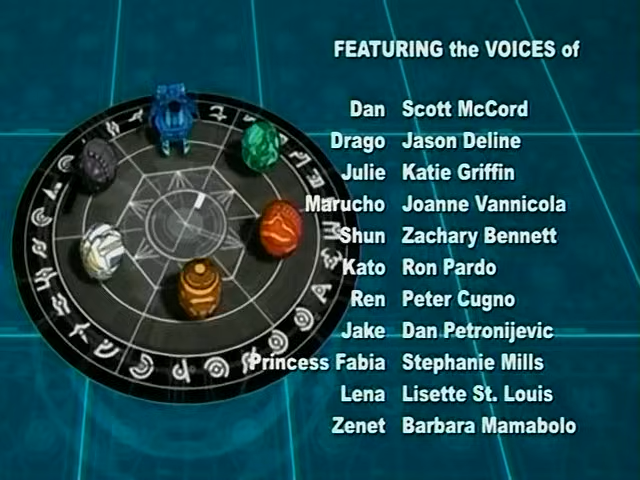 FEATURING the VOICES of
Dan Scott McCord
Drago Jason Deline
Julie Katie Griffin
Marucho Joanne Vannicola
Shun Zachary Bennett
Kato Ron Pardo
Ren Peter Cugno
Jake Dan Petronijevic
Princess Fabia Stephanie Mills
Lena Lisette St. Louis
Zenet Barbara Mamabolo